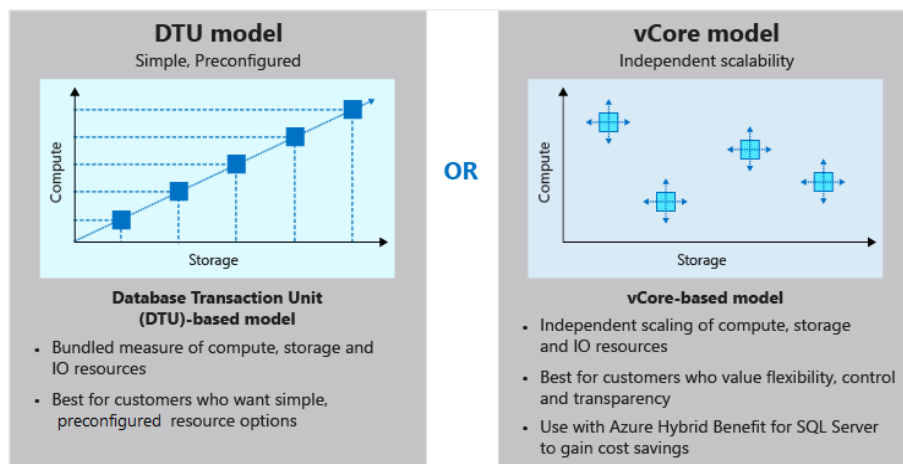 DTU model
Simple, Preconfigured
Compute
Storage
Database Transaction Unit
(DTU)-based model
• Bundled measure of compute, storage and
IO resources
• Best for customers who want simple,
preconfigured resource options
OR
vCore model
Independent scalability
Compute
Storage
vCore-based model
• Independent scaling of compute, storage
and IO resources
• Best for customers who value flexibility, control
and transparency
• Use with Azure Hybrid Benefit for SQL Server
to gain cost savings